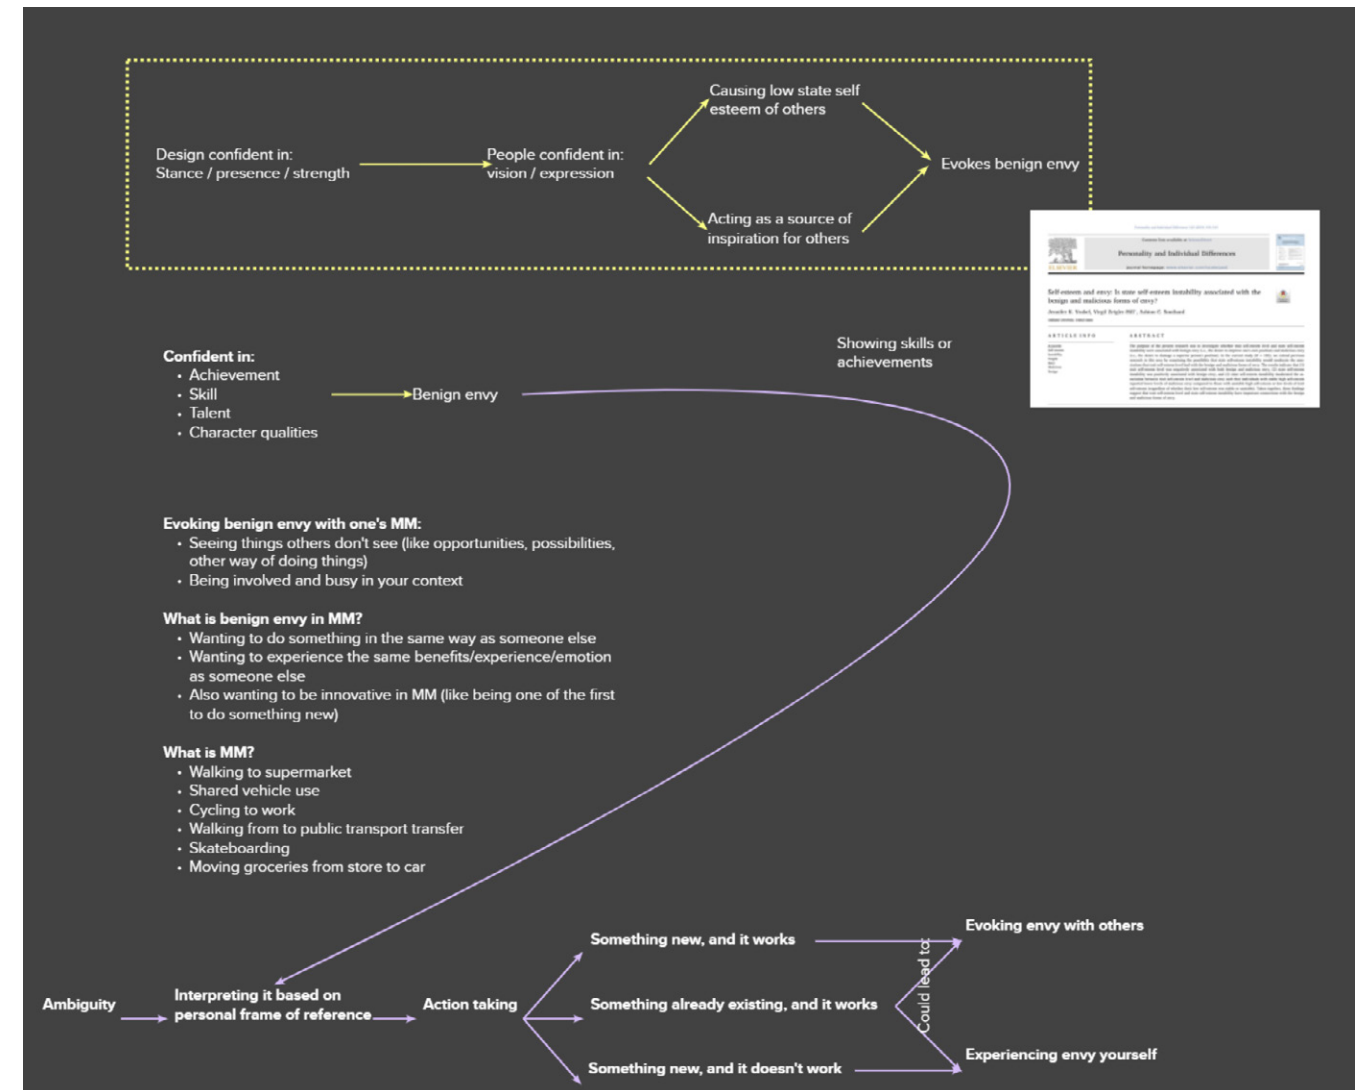 Causing low state self
esteem of others
Design confident in:
Stance / presence / strength
People confident in:
vision / expression
Evokes benign envy
Acting as a source of
inspiration for others
Personality and Individual Differences
Self-esteem and envy: Is state self-esteem instability associated with the
benign and malicious forms of envy?
ARTICLE INFO
ABSTRACT
Showing skills or
achievements
Confident in:
• Achievement
• Skill
• Talent
• Character qualities
Benign envy
Evoking benign envy with one's MM:
• Seeing things others don't see (like opportunities, possibilities,
other way of doing things)
• Being involved and busy in your context
What is benign envy in MM?
• Wanting to do something in the same way as someone else
• Wanting to experience the same benefits/experience/emotion
as someone else
• Also wanting to be innovative in MM (like being one of the first
to do something new)
What is MM?
• Walking to supermarket
• Shared vehicle use
• Cycling to work
• Walking from to public transport transfer
• Skateboarding
• Moving groceries from store to car
Ambiguity
Interpreting it based on
personal frame of reference
Action taking
Something new, and it works
Something already existing, and it works
Something new, and it doesn't work
Could lead to:
Evoking envy with others
Experiencing envy yourself